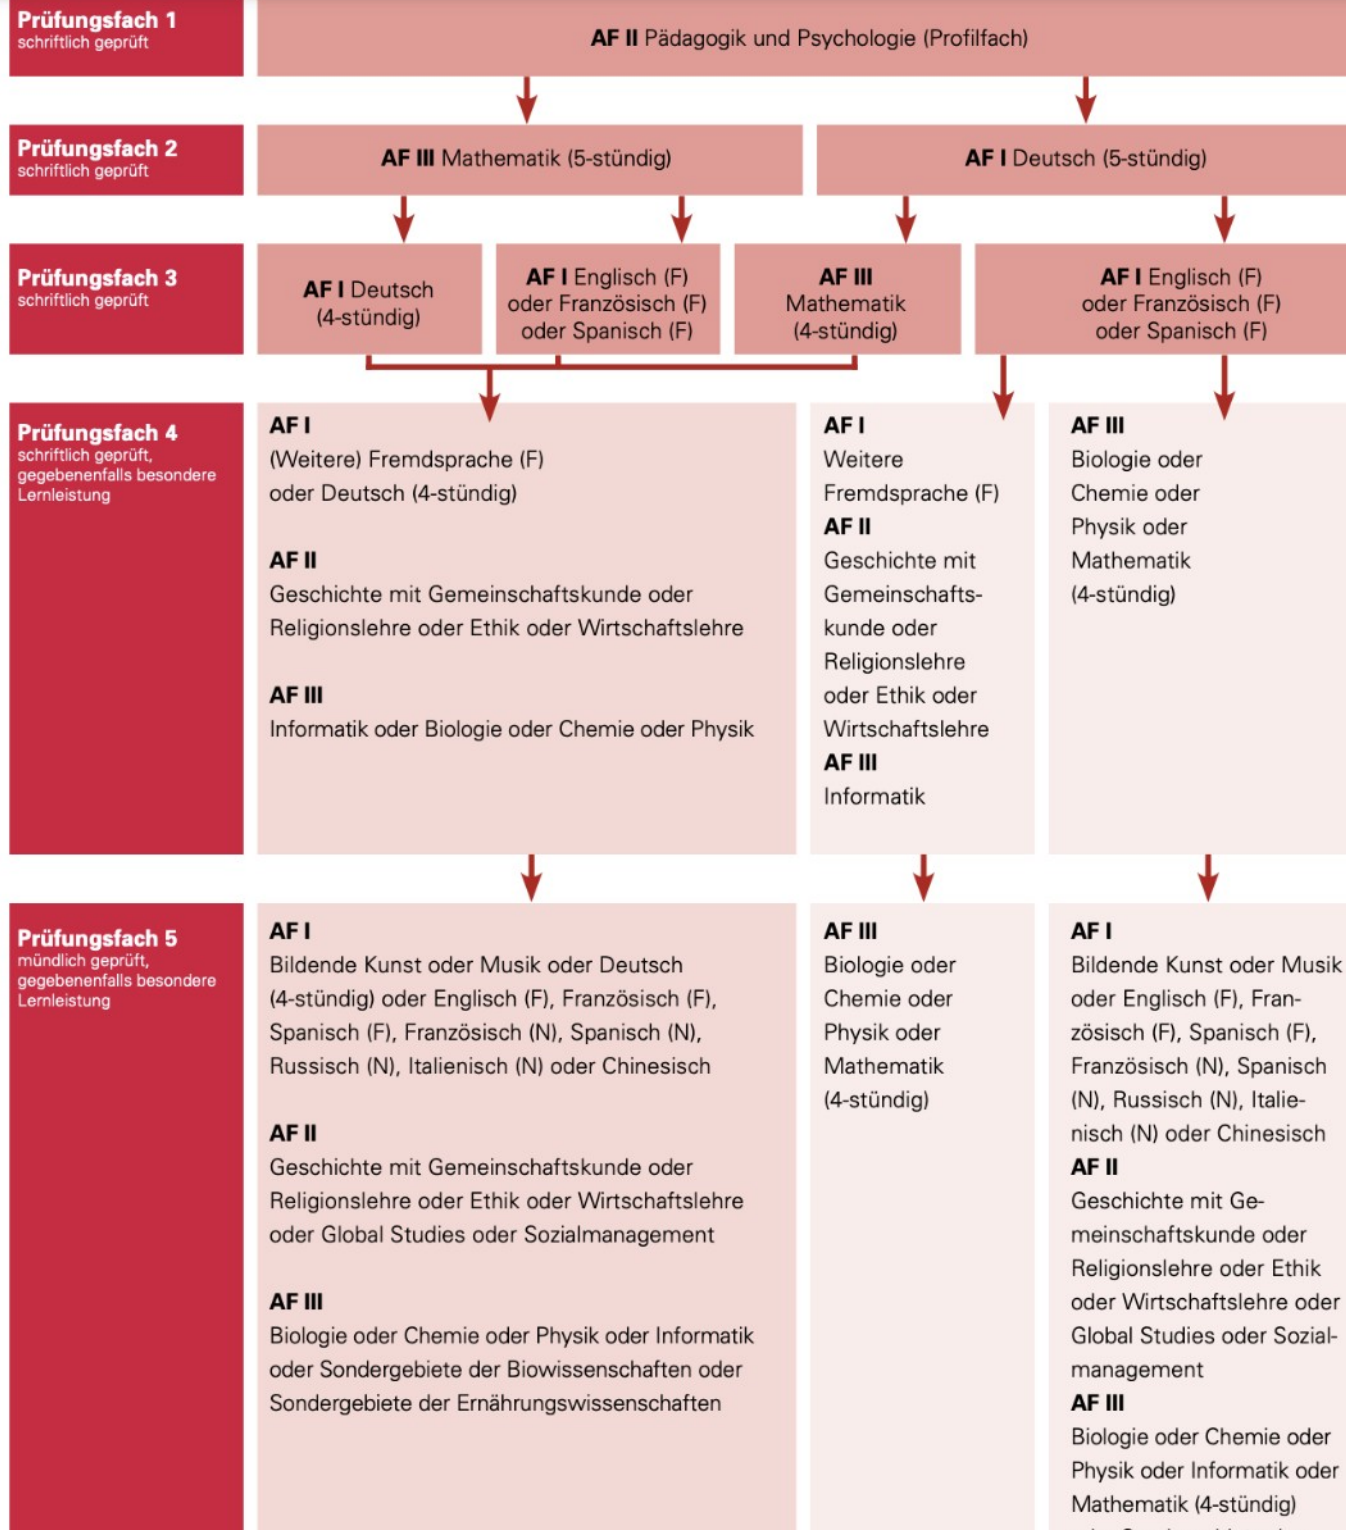 Prüfungsfach 1
schriftlich geprüft
AF II Pädagogik und Psychologie (Profilfach)
Prüfungsfach 2
schriftlich geprüft
AF III Mathematik (5-stündig)
AF I Deutsch (5-stündig)
Prüfungsfach 3
schriftlich geprüft
AF I Deutsch
(4-stündig)
AF I Englisch (F)
oder Französisch (F)
oder Spanisch (F)
AF III
Mathematik
(4-stündig)
AF I Englisch (F)
oder Französisch (F)
oder Spanisch (F)
Prüfungsfach 4
schriftlich geprüft,
gegebenenfalls besondere
Lernleistung
AF I
(Weitere) Fremdsprache (F)
oder Deutsch (4-stündig)
AF II
Geschichte mit Gemeinschaftskunde oder
Religionslehre oder Ethik oder Wirtschaftslehre
AF III
Informatik oder Biologie oder Chemie oder Physik
AF I
Weitere
Fremdsprache (F)
AF II
Geschichte mit
Gemeinschafts-
kunde oder
Religionslehre
oder Ethik oder
Wirtschaftslehre
AF III
Informatik
AF III
Biologie oder
Chemie oder
Physik oder
Mathematik
(4-stündig)
Prüfungsfach 5
mündlich geprüft,
gegebenenfalls besondere
Lernleistung
AF I
Bildende Kunst oder Musik oder Deutsch
(4-stündig) oder Englisch (F), Französisch (F),
Spanisch (F), Französisch (N), Spanisch (N),
Russisch (N), Italienisch (N) oder Chinesisch
AF II
Geschichte mit Gemeinschaftskunde oder
Religionslehre oder Ethik oder Wirtschaftslehre
oder Global Studies oder Sozialmanagement
AF III
Biologie oder Chemie oder Physik oder Informatik
oder Sondergebiete der Biowissenschaften oder
Sondergebiete der Ernährungswissenschaften
AF III
Biologie oder
Chemie oder
Physik oder
Mathematik
(4-stündig)
AF I
Bildende Kunst oder Musik
oder Englisch (F), Fran-
zösisch (F), Spanisch (F),
Französisch (N), Spanisch
(N), Russisch (N), Italie-
nisch (N) oder Chinesisch
AF II
Geschichte mit Ge-
meinschaftskunde oder
Religionslehre oder Ethik
oder Wirtschaftslehre oder
Global Studies oder Sozial-
management
AF III
Biologie oder Chemie oder
Physik oder Informatik oder
Mathematik (4-stündig)